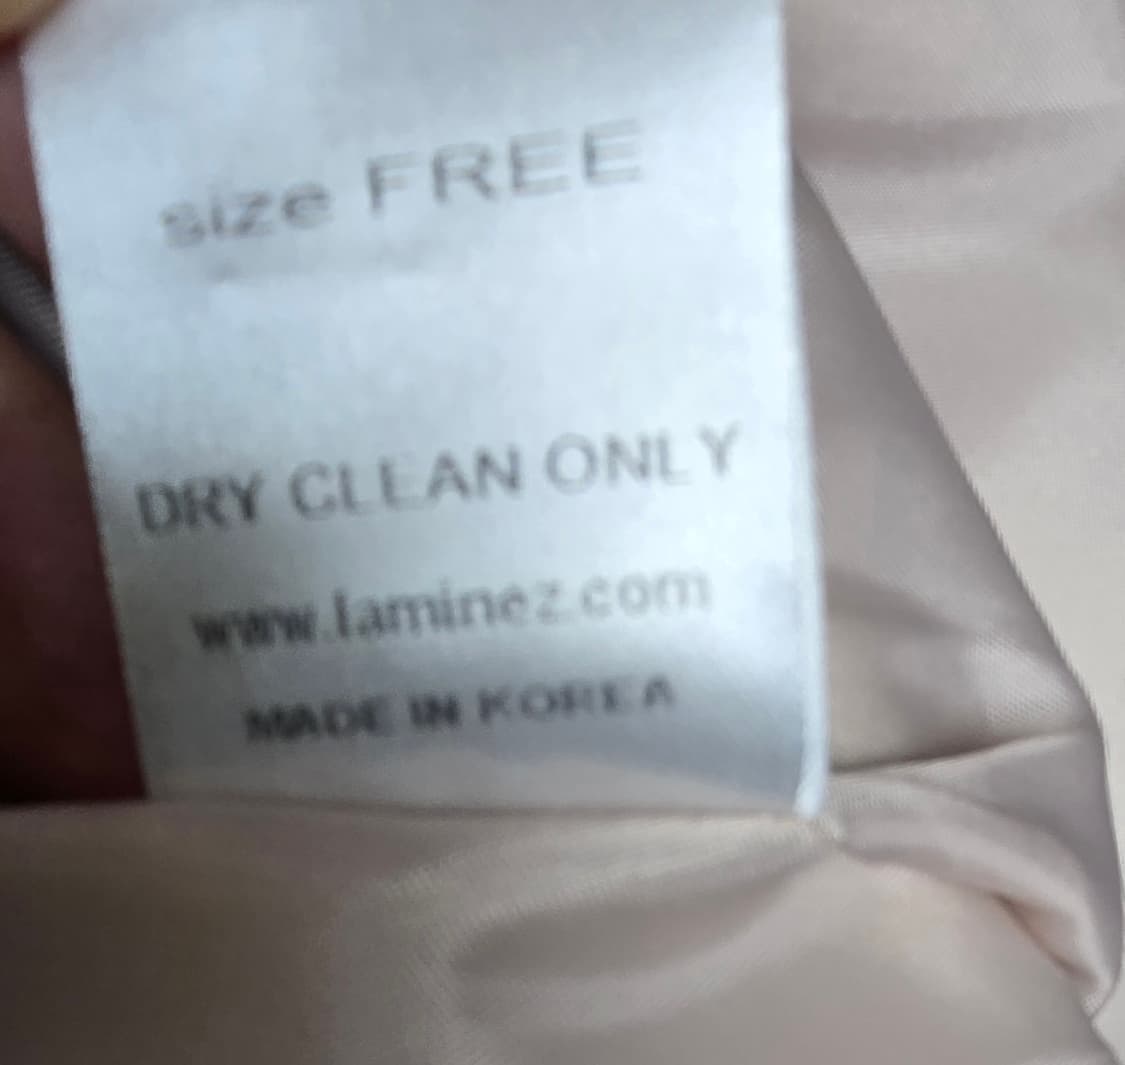 size FREE
DRY CLEAN ONLY
www.laminez.com
MADE IN KOREA